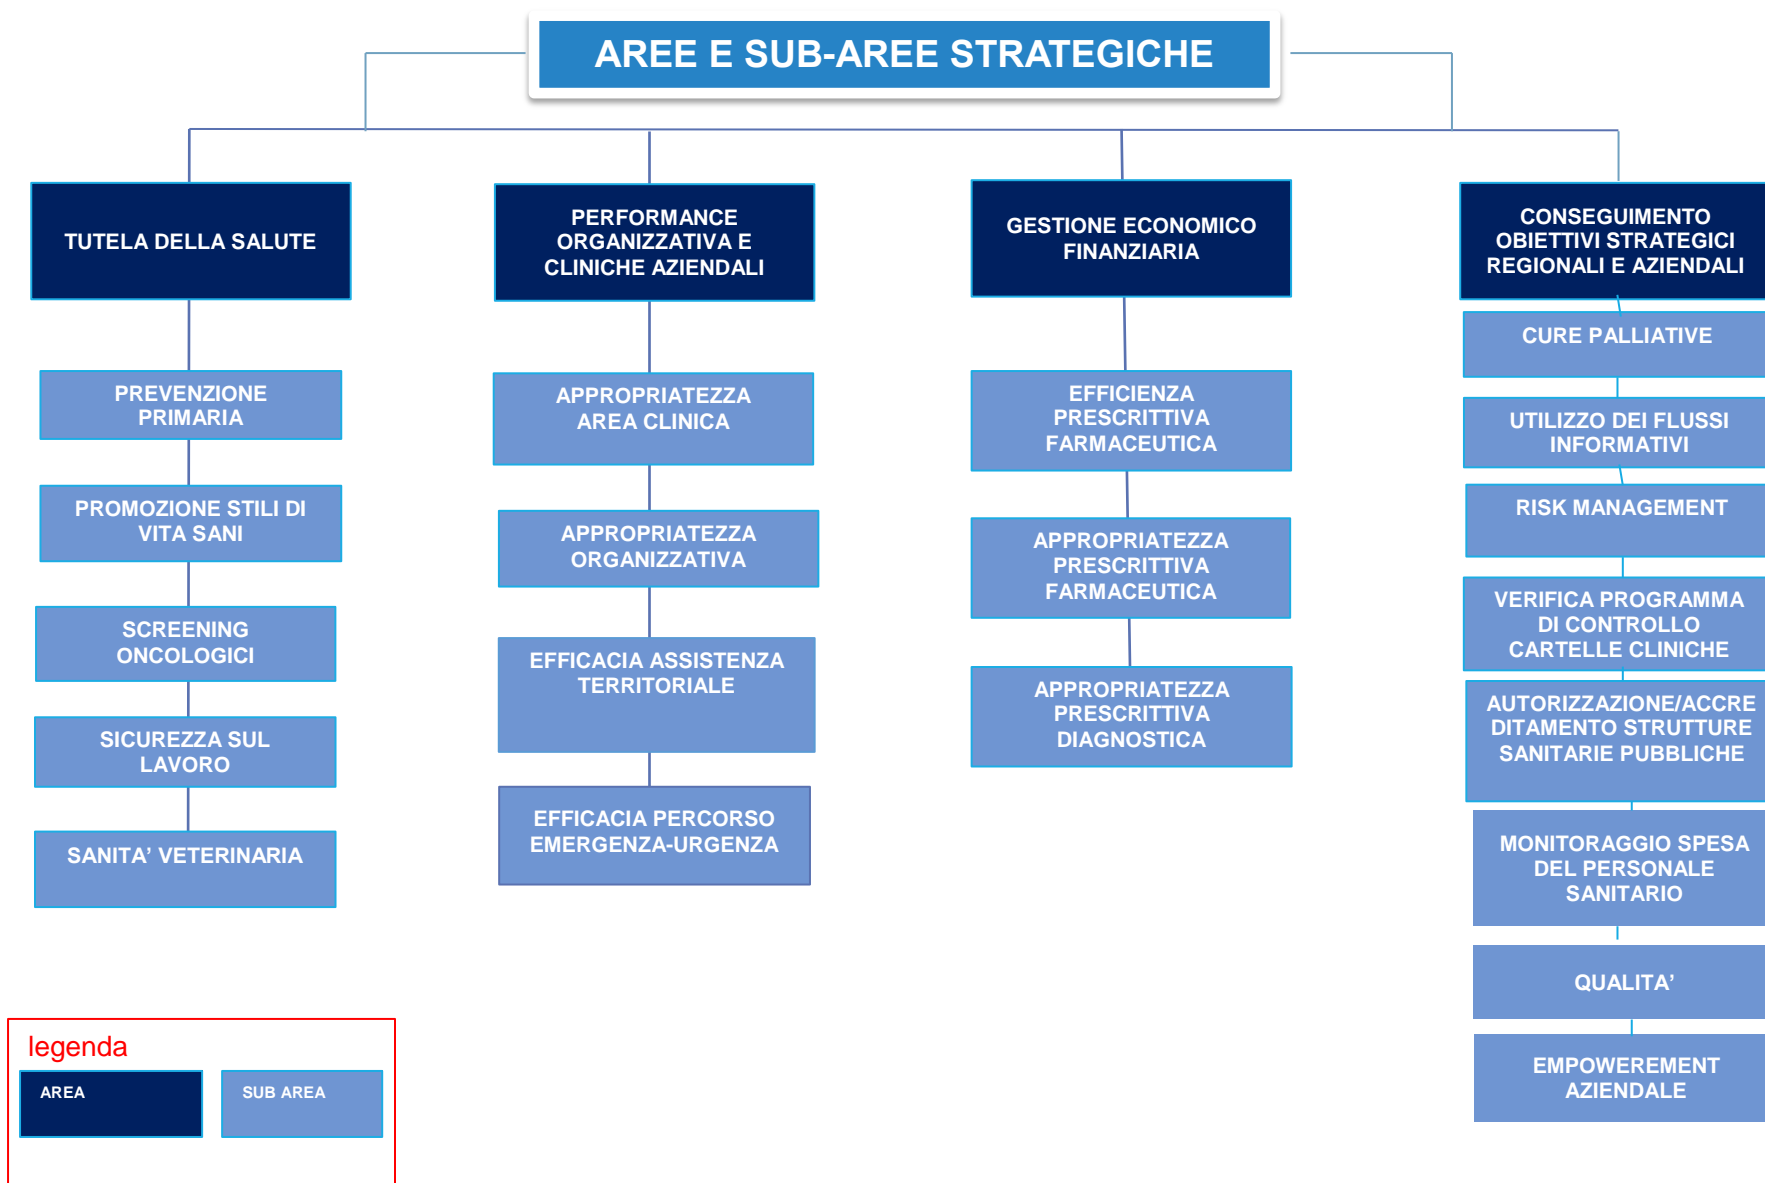 AREE E SUB-AREE STRATEGICHE
TUTELA DELLA SALUTE
PREVENZIONE
PRIMARIA
PROMOZIONE STILI DI
VITA SANI
SCREENING
ONCOLOGICI
SICUREZZA SUL
LAVORO
SANITA’ VETERINARIA
PERFORMANCE
ORGANIZZATIVA E
CLINICHE AZIENDALI
APPROPRIATEZZA
AREA CLINICA
APPROPRIATEZZA
ORGANIZZATIVA
EFFICACIA ASSISTENZA
TERRITORIALE
EFFICACIA PERCORSO
EMERGENZA-URGENZA
GESTIONE ECONOMICO
FINANZIARIA
EFFICIENZA
PRESCRITTIVA
FARMACEUTICA
APPROPRIATEZZA
PRESCRITTIVA
FARMACEUTICA
APPROPRIATEZZA
PRESCRITTIVA
DIAGNOSTICA
CONSEGUIMENTO
OBIETTIVI STRATEGICI
REGIONALI E AZIENDALI
CURE PALLIATIVE
UTILIZZO DEI FLUSSI
INFORMATIVI
RISK MANAGEMENT
VERIFICA PROGRAMMA
DI CONTROLLO
CARTELLE CLINICHE
AUTORIZZAZIONE/ACCRE
DITAMENTO STRUTTURE
SANITARIE PUBBLICHE
MONITORAGGIO SPESA
DEL PERSONALE
SANITARIO
QUALITA’
EMPOWEREMENT
AZIENDALE
legenda
AREA
SUB AREA